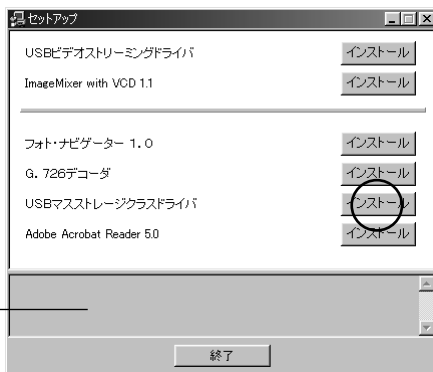 セットアップ
USBビデオストリーミングドライバ インストール
ImageMixer with VCD 1.1 インストール
フォト・ナビゲーター 1.0 インストール
G. 726デコーダ インストール
USBマスストレージクラスドライバ インストール
Adobe Acrobat Reader 5.0 インストール
終了